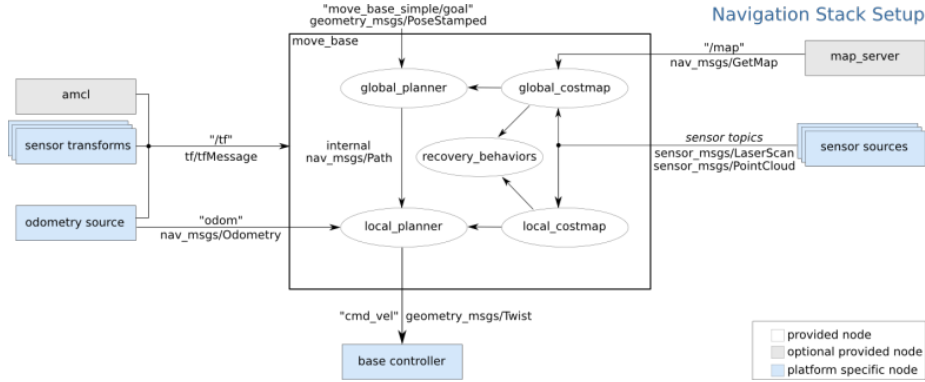 Navigation Stack Setup
"move_base_simple/goal"
geometry_msgs/PoseStamped
move_base
"/map"
nav_msgs/GetMap
map_server
global_planner
global_costmap
amcl
sensor transforms
"/tf"
tf/tfMessage
internal
nav_msgs/Path
recovery_behaviors
sensor topics
sensor_msgs/LaserScan
sensor_msgs/PointCloud
sensor sources
odometry source
"odom"
nav_msgs/Odometry
local_planner
local_costmap
"cmd_vel" geometry_msgs/Twist
base controller
provided node
optional provided node
platform specific node